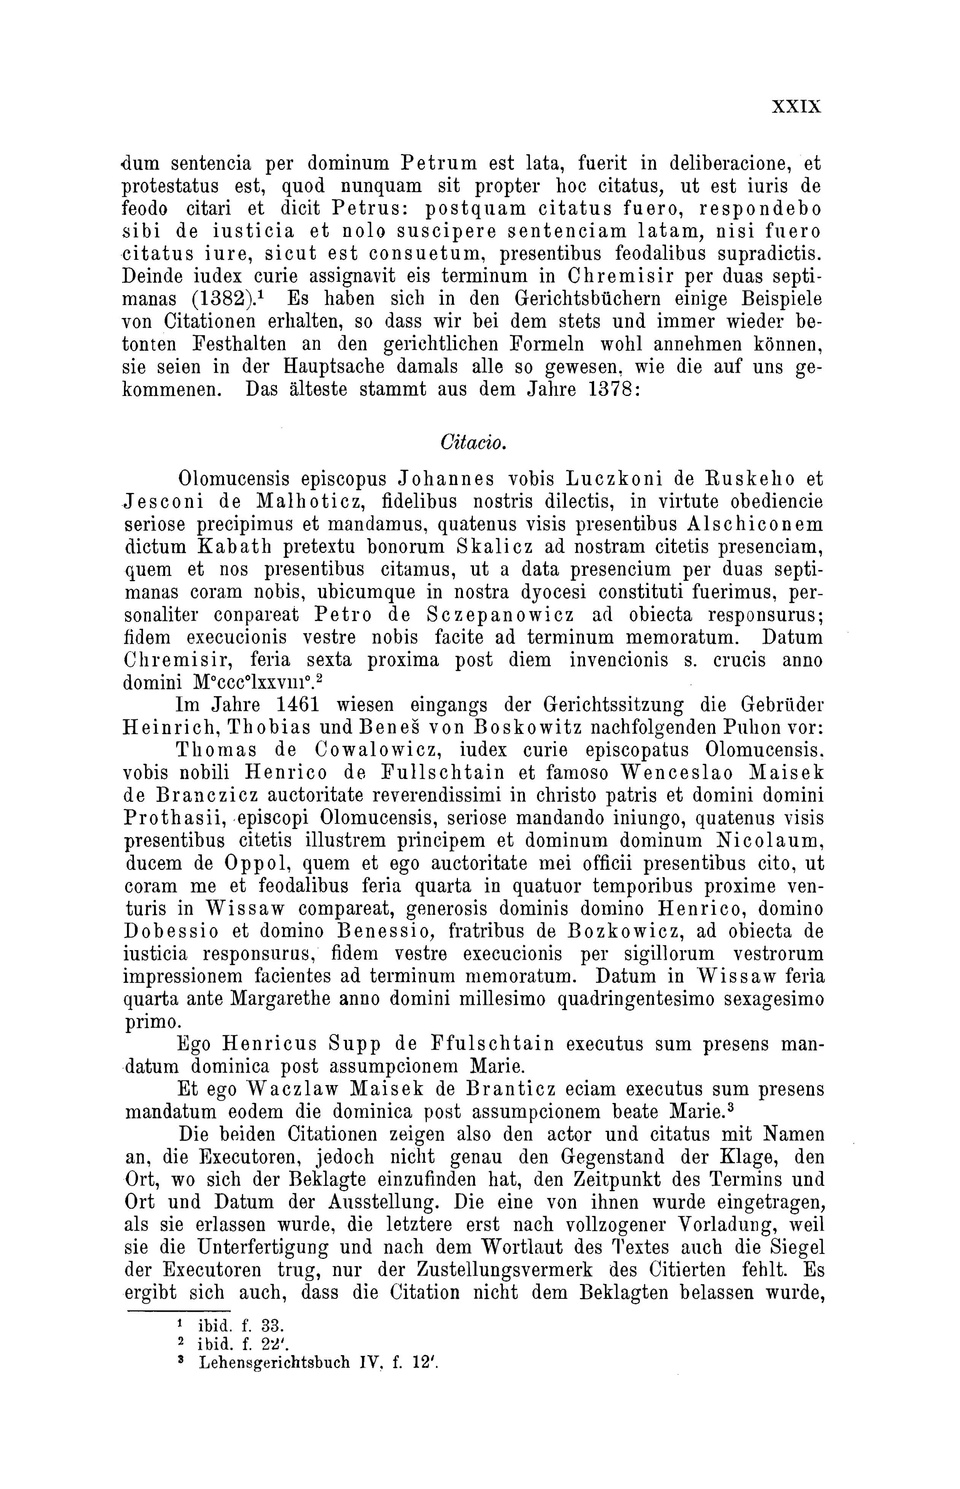 XXIX
dum sentencia per dominum Petrum est lata, fuerit in deliberacione, et
protestatus est, quod nunquam sit propter hoc citatus, ut est iuris de
feodo citari et dicit Petrus: postquam citatus fuero, respondebo
sibi de iusticia et nolo suscipere sentenciam latam, nisi fuero
citatus iure, sicut est consuetum, presentibus feodalibus supradictis.
Deinde iudex curie assignavit eis terminum in Chremisir per duas septi-
manas (1382).¹ Es haben sich in den Gerichtsbüchern einige Beispiele
von Citationen erhalten, so dass wir bei dem stets und immer wieder be-
tonten Festhalten an den gerichtlichen Formeln wohl annehmen können,
sie seien in der Hauptsache damals alle so gewesen, wie die auf uns ge-
kommenen. Das älteste stammt aus dem Jahre 1378:
Citacio.
Olomucensis episcopus Johannes vobis Luczkoni de Ruskeho et
Jesconi de Malhoticz, fidelibus nostris dilectis, in virtute obediencie
seriose precipimus et mandamus, quatenus visis presentibus Alschiconem
dictum Kabath pretextu bonorum Skalicz ad nostram citetis presenciam,
quem et nos presentibus citamus, ut a data presencium per duas septi-
manas coram nobis, ubicumque in nostra dyocesi constituti fuerimus, per-
sonaliter conpareat Petro de Sczepanowicz ad obiecta responsurus;
fidem execucionis vestre nobis facite ad terminum memoratum. Datum
Chremisir, feria sexta proxima post diem invencionis s. crucis anno
domini M°ccc°lxxvııı°.²
Im Jahre 1461 wiesen eingangs der Gerichtssitzung die Gebrüder
Heinrich, Thobias und Beneš von Boskowitz nachfolgenden Puhon vor:
Thomas de Cowalowicz, iudex curie episcopatus Olomucensis.
vobis nobili Henrico de Fullschtain et famoso Wenceslao Maisek
de Branczicz auctoritate reverendissimi in christo patris et domini domini
Prothasii, episcopi Olomucensis, seriose mandando iniungo, quatenus visis
presentibus citetis illustrem principem et dominum dominum Nicolaum,
ducem de Oppol, quem et ego auctoritate mei officii presentibus cito, ut
coram me et feodalibus feria quarta in quatuor temporibus proxime ven-
turis in Wissaw compareat, generosis dominis domino Henrico, domino
Dobessio et domino Benessio, fratribus de Bozkowicz, ad obiecta de
iusticia responsurus, fidem vestre execucionis per sigillorum vestrorum
impressionem facientes ad terminum memoratum. Datum in Wissaw feria
quarta ante Margarethe anno domini millesimo quadringentesimo sexagesimo
primo.
Ego Henricus Supp de Ffulschtain executus sum presens man-
datum dominica post assumpcionem Marie.
Et ego Waczlaw Maisek de Branticz eciam executus sum presens
mandatum eodem die dominica post assumpcionem beate Marie.³
Die beiden Citationen zeigen also den actor und citatus mit Namen
an, die Executoren, jedoch nicht genau den Gegenstand der Klage, den
Ort, wo sich der Beklagte einzufinden hat, den Zeitpunkt des Termins und
Ort und Datum der Ausstellung. Die eine von ihnen wurde eingetragen,
als sie erlassen wurde, die letztere erst nach vollzogener Vorladung, weil
sie die Unterfertigung und nach dem Wortlaut des Textes auch die Siegel
der Executoren trug, nur der Zustellungsvermerk des Citierten fehlt. Es
ergibt sich auch, dass die Citation nicht dem Beklagten belassen wurde,
¹ ibid. f. 33.
² ibid. f. 22'.
³ Lehensgerichtsbuch IV. f. 12'.